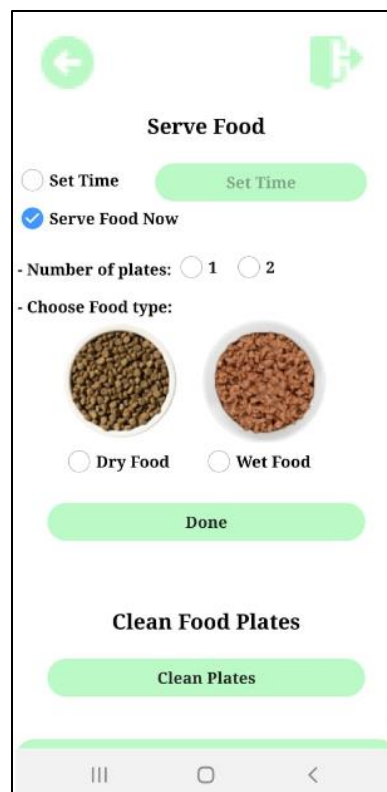 Serve Food
Set Time Set Time
Serve Food Now
- Number of plates: 1 2
- Choose Food type:
Dry Food Wet Food
Done
Clean Food Plates
Clean Plates